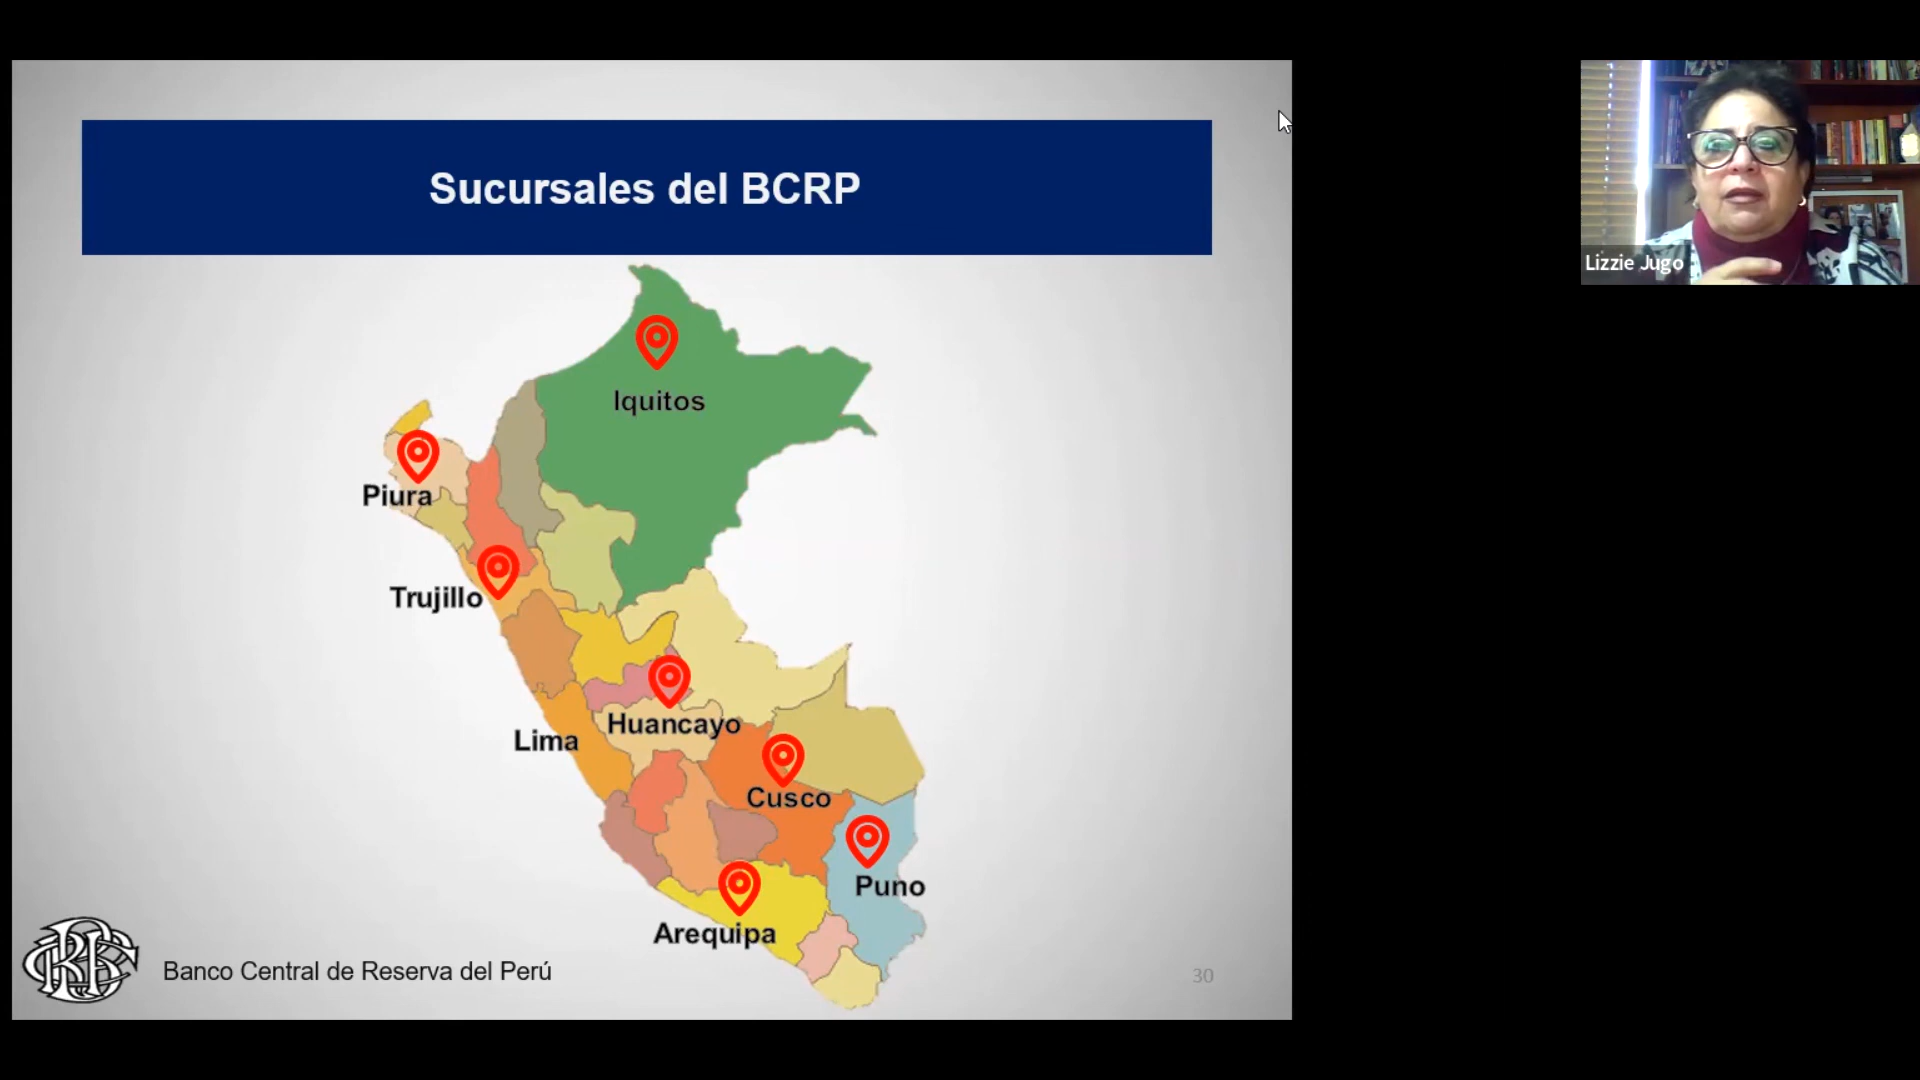 Sucursales del BCRP
Lizzie Jugo
Iquitos
Piura
Trujillo
Huancayo
Lima
Cusco
Puno
Arequipa
Banco Central de Reserva del Perú
30